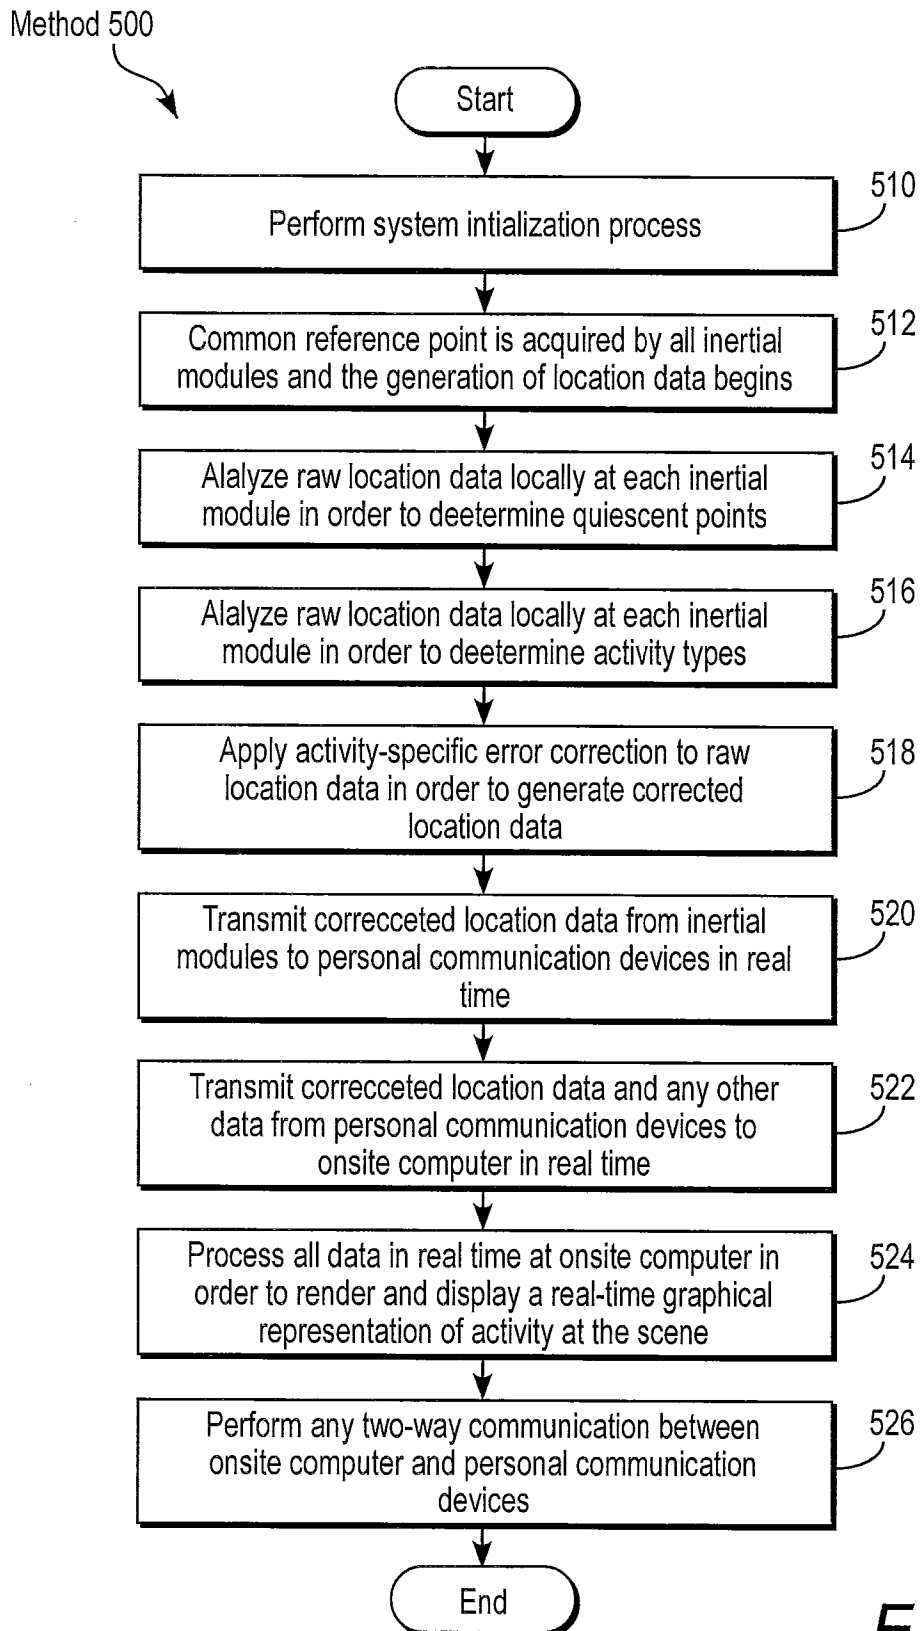 Method 500
Start
Perform system intialization process
510
Common reference point is acquired by all inertial
modules and the generation of location data begins
512
Alalyze raw location data locally at each inertial
module in order to deetermine quiescent points
514
Alalyze raw location data locally at each inertial
module in order to deetermine activity types
516
Apply activity-specific error correction to raw
location data in order to generate corrected
location data
518
Transmit correcceted location data from inertial
modules to personal communication devices in real
time
520
Transmit correcceted location data and any other
data from personal communication devices to
onsite computer in real time
522
Process all data in real time at onsite computer in
order to render and display a real-time graphical
representation of activity at the scene
524
Perform any two-way communication between
onsite computer and personal communication
devices
526
End